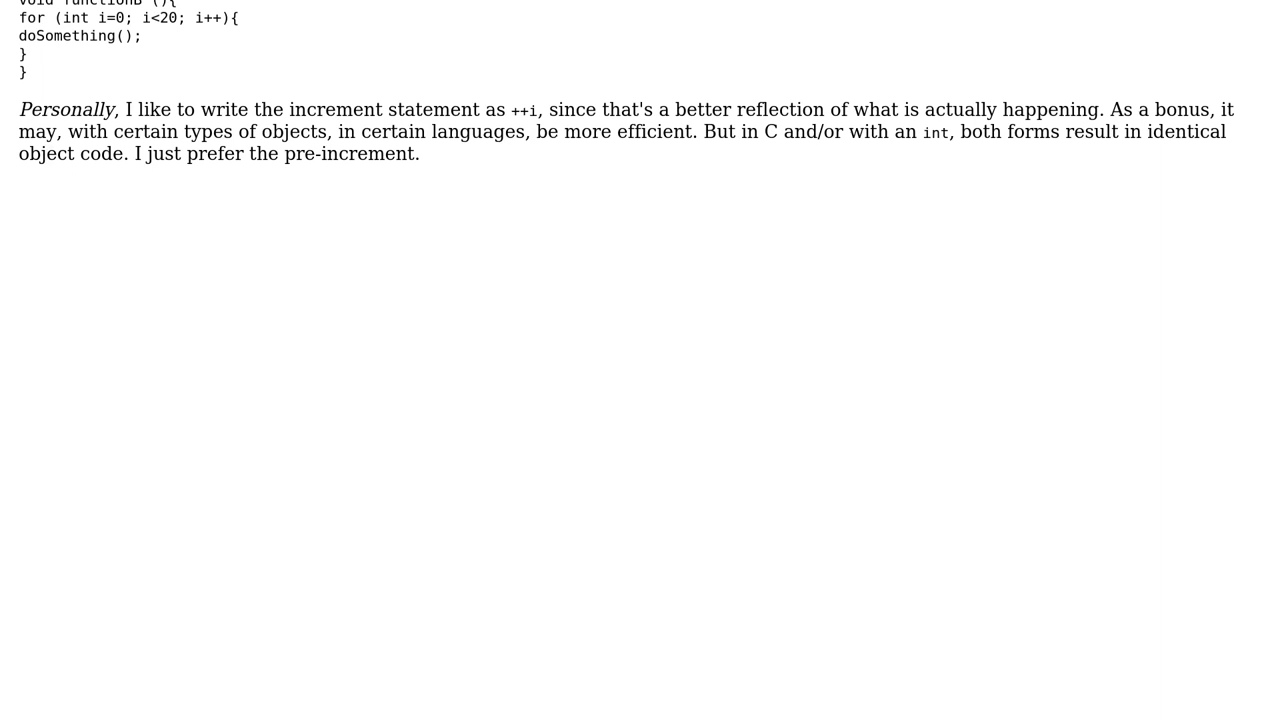 void functionB (){
for (int i=0; i<20; i++){
doSomething();
}
}
Personally, I like to write the increment statement as ++i, since that's a better reflection of what is actually happening. As a bonus, it
may, with certain types of objects, in certain languages, be more efficient. But in C and/or with an int, both forms result in identical
object code. I just prefer the pre-increment.